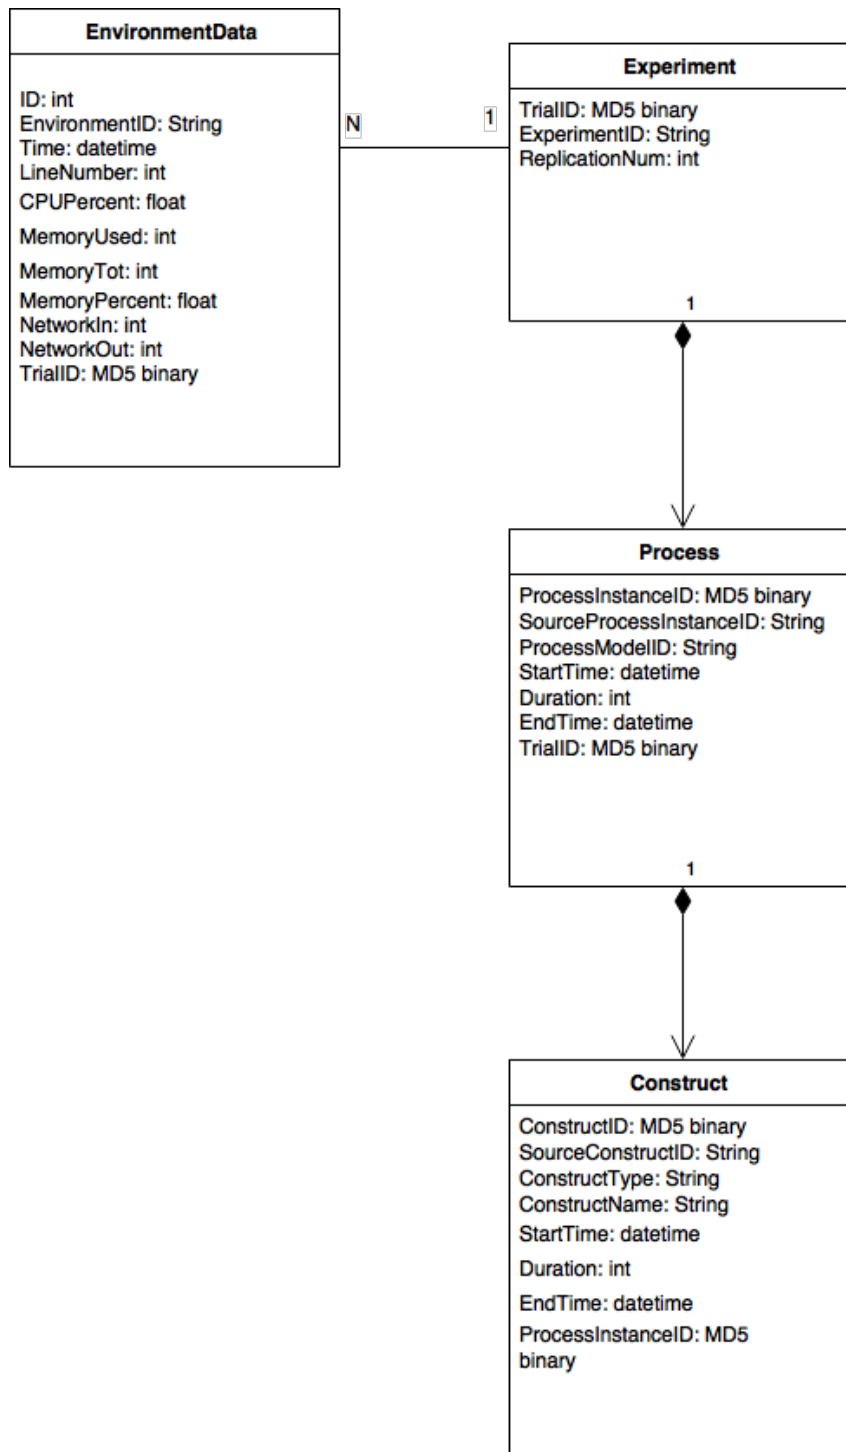 EnvironmentData
ID: int
EnvironmentID: String
Time: datetime
LineNumber: int
CPUPercent: float
MemoryUsed: int
MemoryTot: int
MemoryPercent: float
NetworkIn: int
NetworkOut: int
TrialID: MD5 binary
N
1
Experiment
TrialID: MD5 binary
ExperimentID: String
ReplicationNum: int
1
Process
ProcessInstanceID: MD5 binary
SourceProcessInstanceID: String
ProcessModelID: String
StartTime: datetime
Duration: int
EndTime: datetime
TrialID: MD5 binary
1
Construct
ConstructID: MD5 binary
SourceConstructID: String
ConstructType: String
ConstructName: String
StartTime: datetime
Duration: int
EndTime: datetime
ProcessInstanceID: MD5
binary